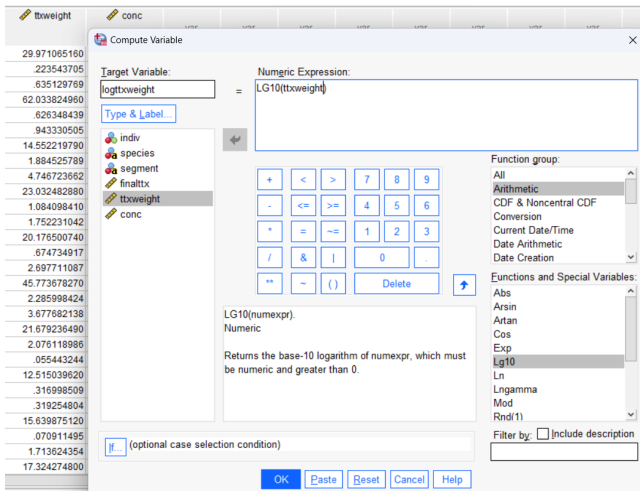 ttxweight
conc
Compute Variable
29.971065160
.223543705
.635129769
62.033824960
.626348439
.943330505
14.552219790
1.884525789
4.746723662
23.032482880
1.084098410
1.752231042
20.176500740
.674734917
2.697711087
45.773678270
2.285998424
3.677682138
21.679236490
2.076118986
.055443244
12.515039620
.316998509
.319254804
15.639875120
.070911495
1.713624354
17.324274800
Target Variable:
logttxweight
=
Numeric Expression:
LG10(ttxweight)
Type & Label...
indiv
species
segment
finalttx
ttxweight
conc
+ < > 7 8 9
- <= >= 4 5 6
* = ~= 1 2 3
/ & | 0 .
** ~ ( ) Delete
LG10(numexpr).
Numeric
Returns the base-10 logarithm of numexpr, which must
be numeric and greater than 0.
Function group:
All
Arithmetic
CDF & Noncentral CDF
Conversion
Current Date/Time
Date Arithmetic
Date Creation
Functions and Special Variables:
Abs
Arsin
Artan
Cos
Exp
Lg10
Ln
Lngamma
Mod
Rnd(1)
Filter by: Include description
If... (optional case selection condition)
OK Paste Reset Cancel Help